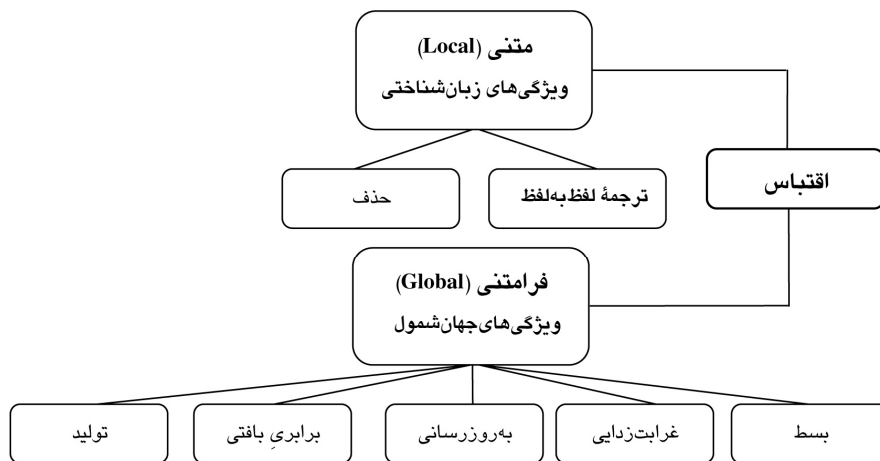 متنی (Local)
ویژگی‌های زبان‌شناختی
اقتباس
ترجمهٔ لفظ‌به‌لفظ
حذف
فرامتنی (Global)
ویژگی‌های جهان‌شمول
بسط
غرابت‌زدایی
به‌روزرسانی
برابریِ بافتی
تولید